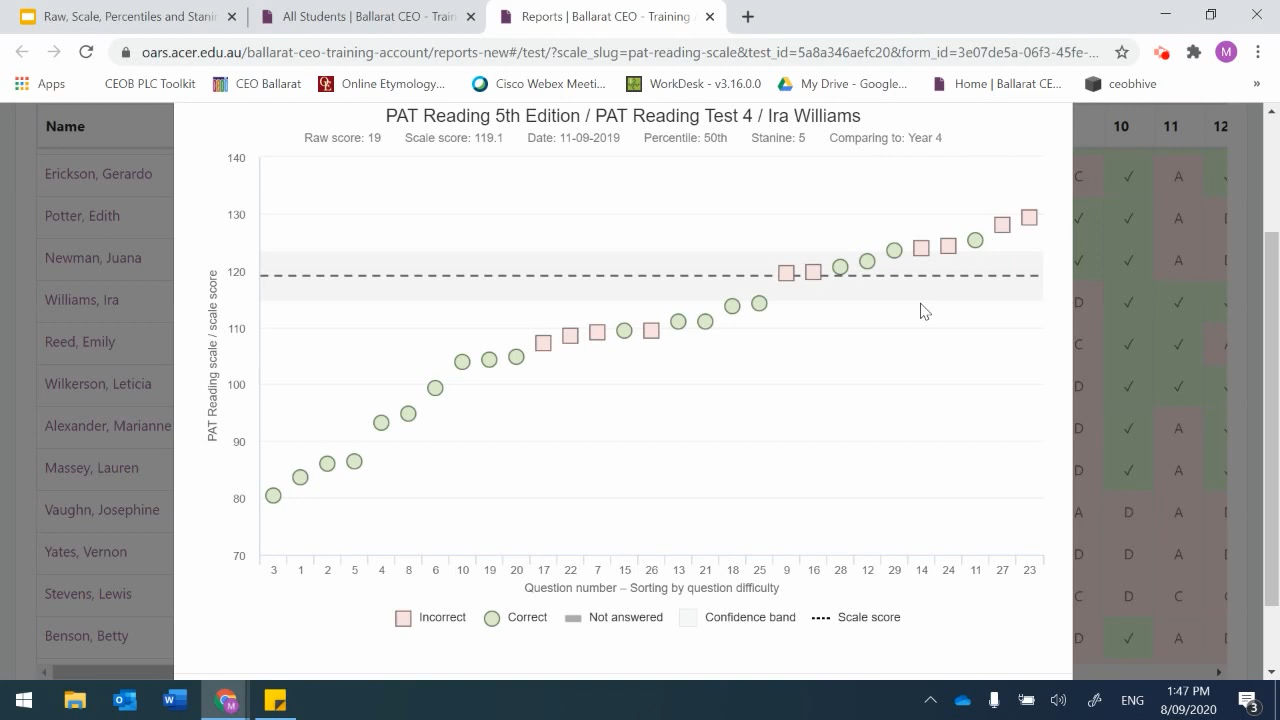 Raw, Scale, Percentiles and Stani
All Students | Ballarat CEO - Train
Reports | Ballarat CEO - Training
oars.acer.edu.au/ballarat-ceo-training-account/reports-new#/test/?scale_slug=pat-reading-scale&test_id=5a8a346aefc20&form_id=3e07de5a-06f3-45fe-...
M
Apps CEOB PLC Toolkit CEO Ballarat Online Etymology... Cisco Webex Meeti... WorkDesk - v3.16.0.0 My Drive - Google... Home | Ballarat CE... ceobhive »
PAT Reading 5th Edition / PAT Reading Test 4 / Ira Williams
Raw score: 19 Scale score: 119.1 Date: 11-09-2019 Percentile: 50th Stanine: 5 Comparing to: Year 4
Name
10 11 12
Erickson, Gerardo
C ✓ A
Potter, Edith
✓ ✓ A
Newman, Juana
✓ ✓ A
Williams, Ira
D ✓ ✓ ✓
Reed, Emily
C ✓ ✓
Wilkerson, Leticia
D ✓ ✓ ✓
Alexander, Marianne
D ✓ A
Massey, Lauren
D ✓ A
Vaughn, Josephine
A D A
Yates, Vernon
D D A
Stevens, Lewis
C D C
Benson, Betty
D ✓ A
PAT Reading scale / scale score
140
130
120
110
100
90
80
70
3 1 2 5 4 8 6 10 19 20 17 22 7 15 26 13 21 18 25 9 16 28 12 29 14 24 11 27 23
Question number – Sorting by question difficulty
Incorrect Correct Not answered Confidence band Scale score
ENG
1:47 PM
8/09/2020
3